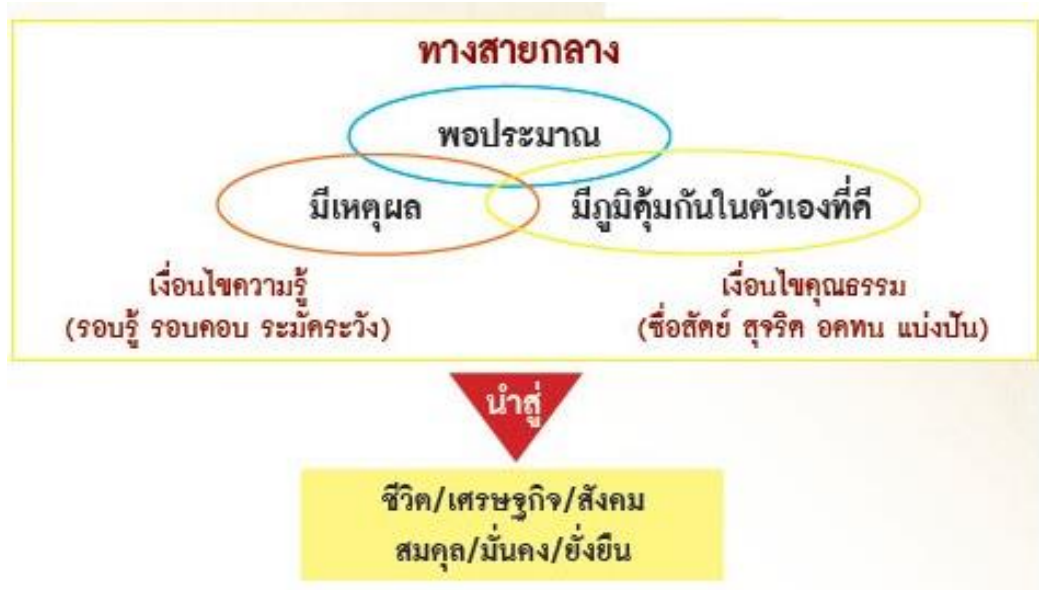 ทางสายกลาง
พอประมาณ
มีเหตุผล
มีภูมิคุ้มกันในตัวเองที่ดี
เงื่อนไขความรู้
(รอบรู้ รอบคอบ ระมัดระวัง)
เงื่อนไขคุณธรรม
(ซื่อสัตย์ สุจริต อดทน แบ่งปัน)
นำสู่
ชีวิต/เศรษฐกิจ/สังคม
สมดุล/มั่นคง/ยั่งยืน